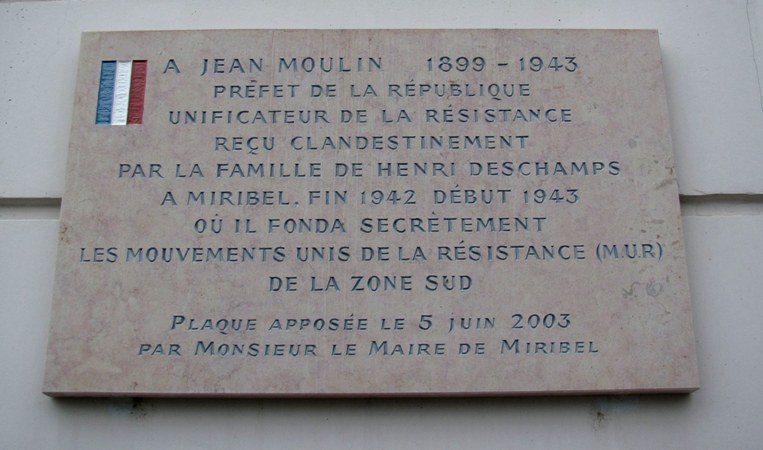 A JEAN MOULIN 1899 - 1943
PRÉFET DE LA RÉPUBLIQUE
UNIFICATEUR DE LA RÉSISTANCE
REÇU CLANDESTINEMENT
PAR LA FAMILLE DE HENRI DESCHAMPS
A MIRIBEL. FIN 1942 DÉBUT 1943
OÙ IL FONDA SECRÈTEMENT
LES MOUVEMENTS UNIS DE LA RÉSISTANCE (M.U.R)
DE LA ZONE SUD
PLAQUE APPOSÉE LE 5 JUIN 2003
PAR MONSIEUR LE MAIRE DE MIRIBEL